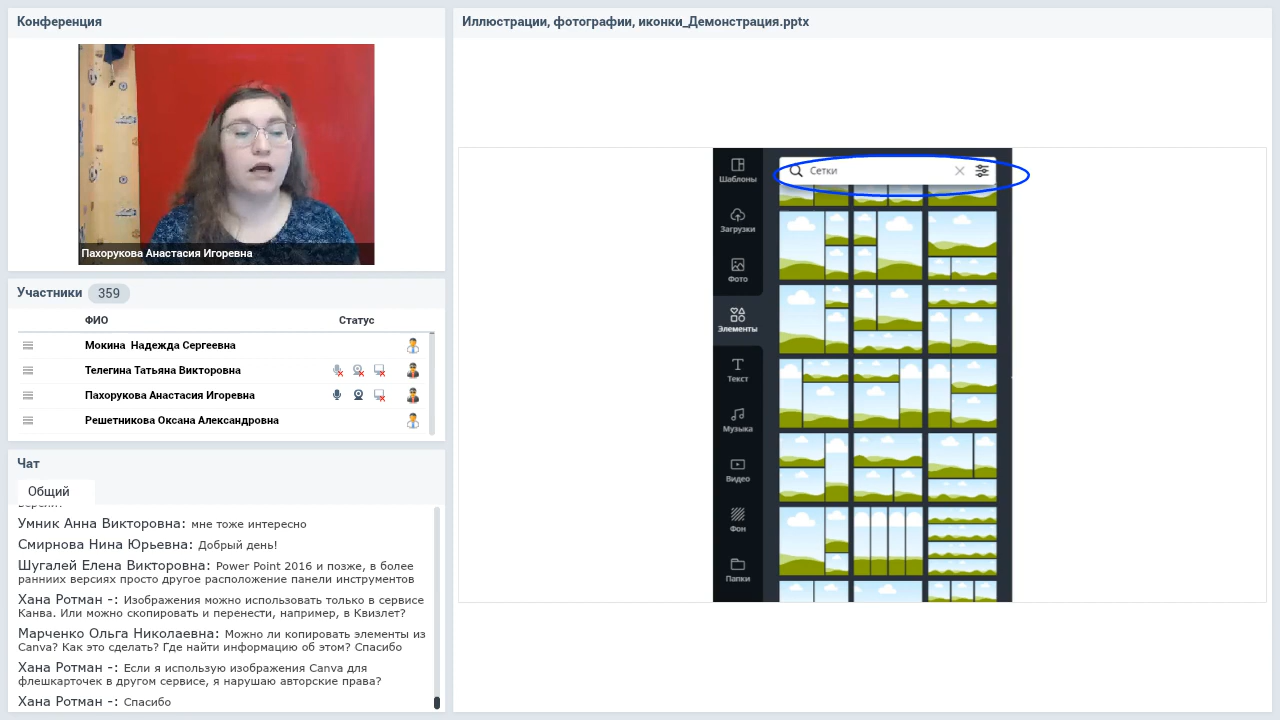 Конференция
Пахорукова Анастасия Игоревна
Участники 359
ФИО Статус
Мокина Надежда Сергеевна
Телегина Татьяна Викторовна
Пахорукова Анастасия Игоревна
Решетникова Оксана Александровна
Чат
Общий
Умник Анна Викторовна: мне тоже интересно
Смирнова Нина Юрьевна: Добрый день!
Шугалей Елена Викторовна: Power Point 2016 и позже, в более
ранниих версиях просто другое расположение панели инструментов
Хана Ротман -: Изображения можно использовать только в сервисе
Канва. Или можно скопировать и перенести, например, в Квизлет?
Марченко Ольга Николаевна: Можно ли копировать элементы из
Canva? Как это сделать? Где найти информацию об этом? Спасибо
Хана Ротман -: Если я использую изображения Canva для
флешкарточек в другом сервисе, я нарушаю авторские права?
Хана Ротман -: Спасибо
Иллюстрации, фотографии, иконки_Демонстрация.pptx
Сетки
Шаблоны
Загрузки
Фото
Элементы
Текст
Музыка
Видео
Фон
Папки